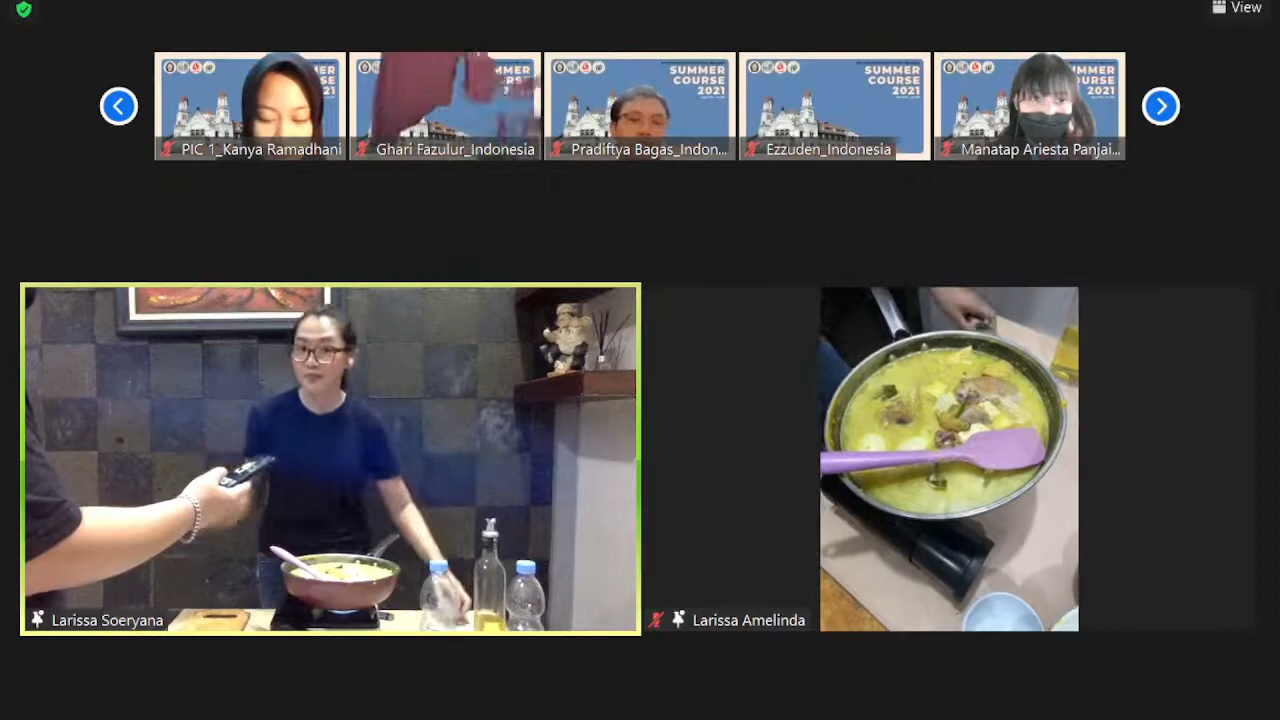 View
SUMMER
COURSE
2021
PIC 1_Kanya Ramadhani
Ghari Fazulur_Indonesia
SUMMER
COURSE
2021
Pradiftya Bagas_Indon...
SUMMER
COURSE
2021
Ezzuden_Indonesia
Manatap Ariesta Panjai...
Larissa Soeryana
Larissa Amelinda